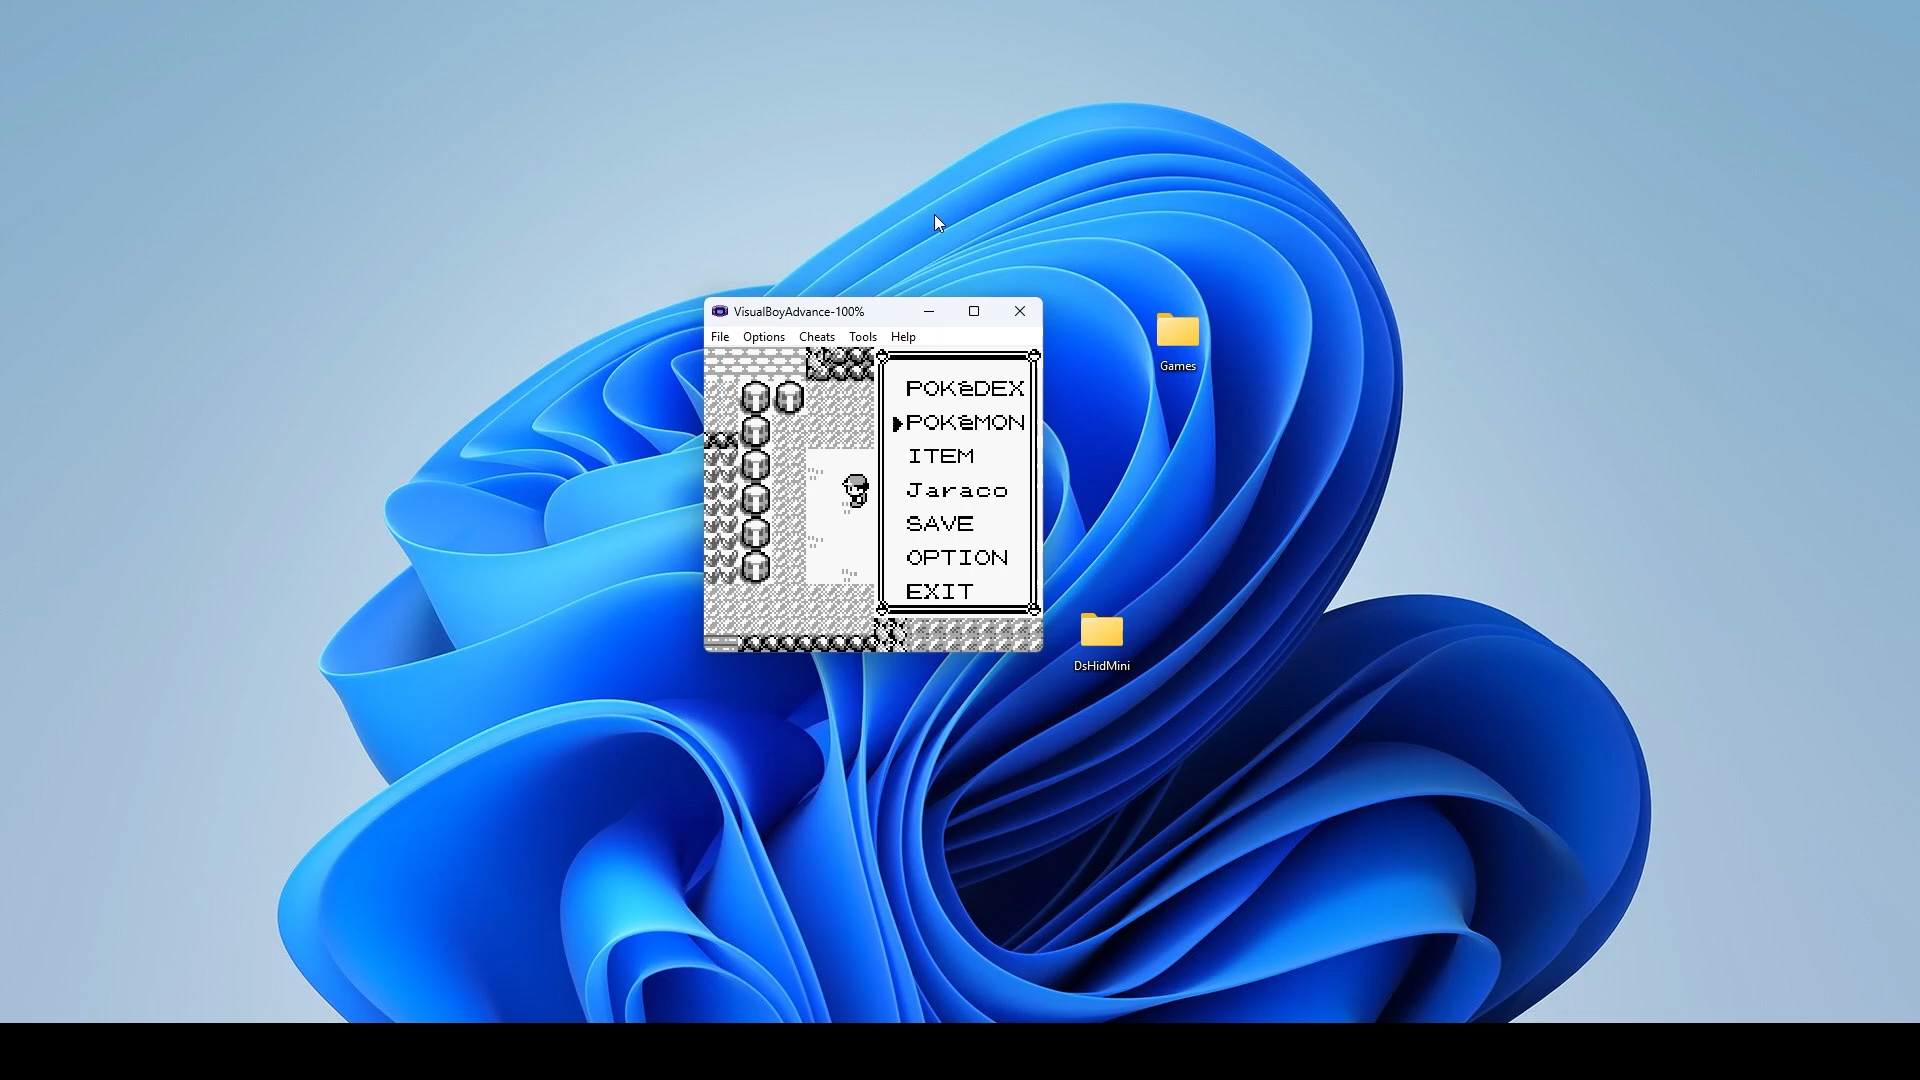 VisualBoyAdvance-100%
File Options Cheats Tools Help
POKéDEX
POKéMON
ITEM
Jaraco
SAVE
OPTION
EXIT
Games
DsHidMini